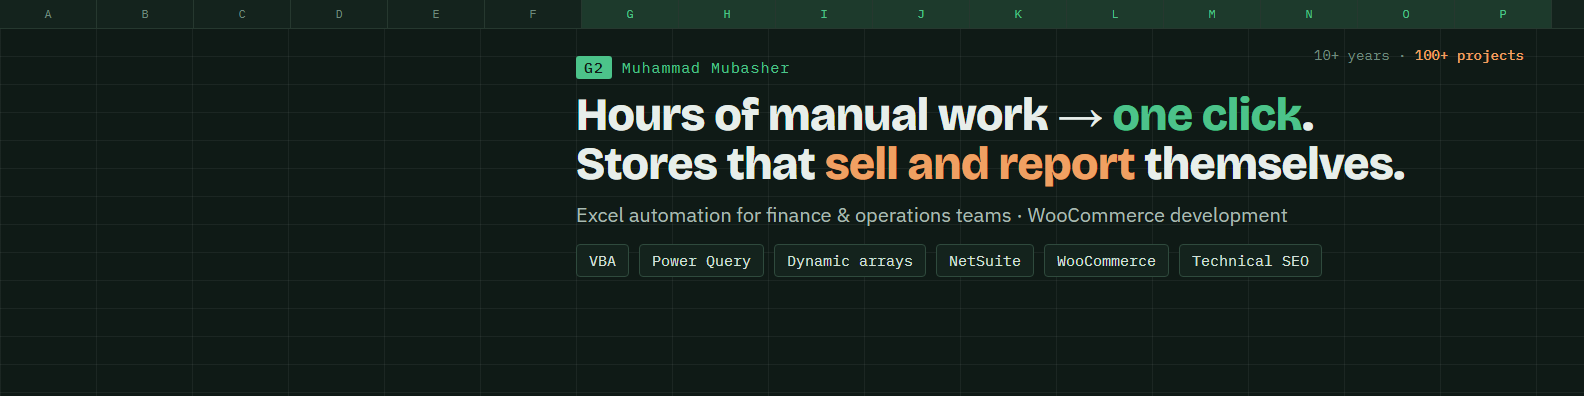 A B C D E F G H I J K L M N O P
10+ years · 100+ projects
G2 Muhammad Mubasher
Hours of manual work → one click.
Stores that sell and report themselves.
Excel automation for finance & operations teams · WooCommerce development
VBA Power Query Dynamic arrays NetSuite WooCommerce Technical SEO